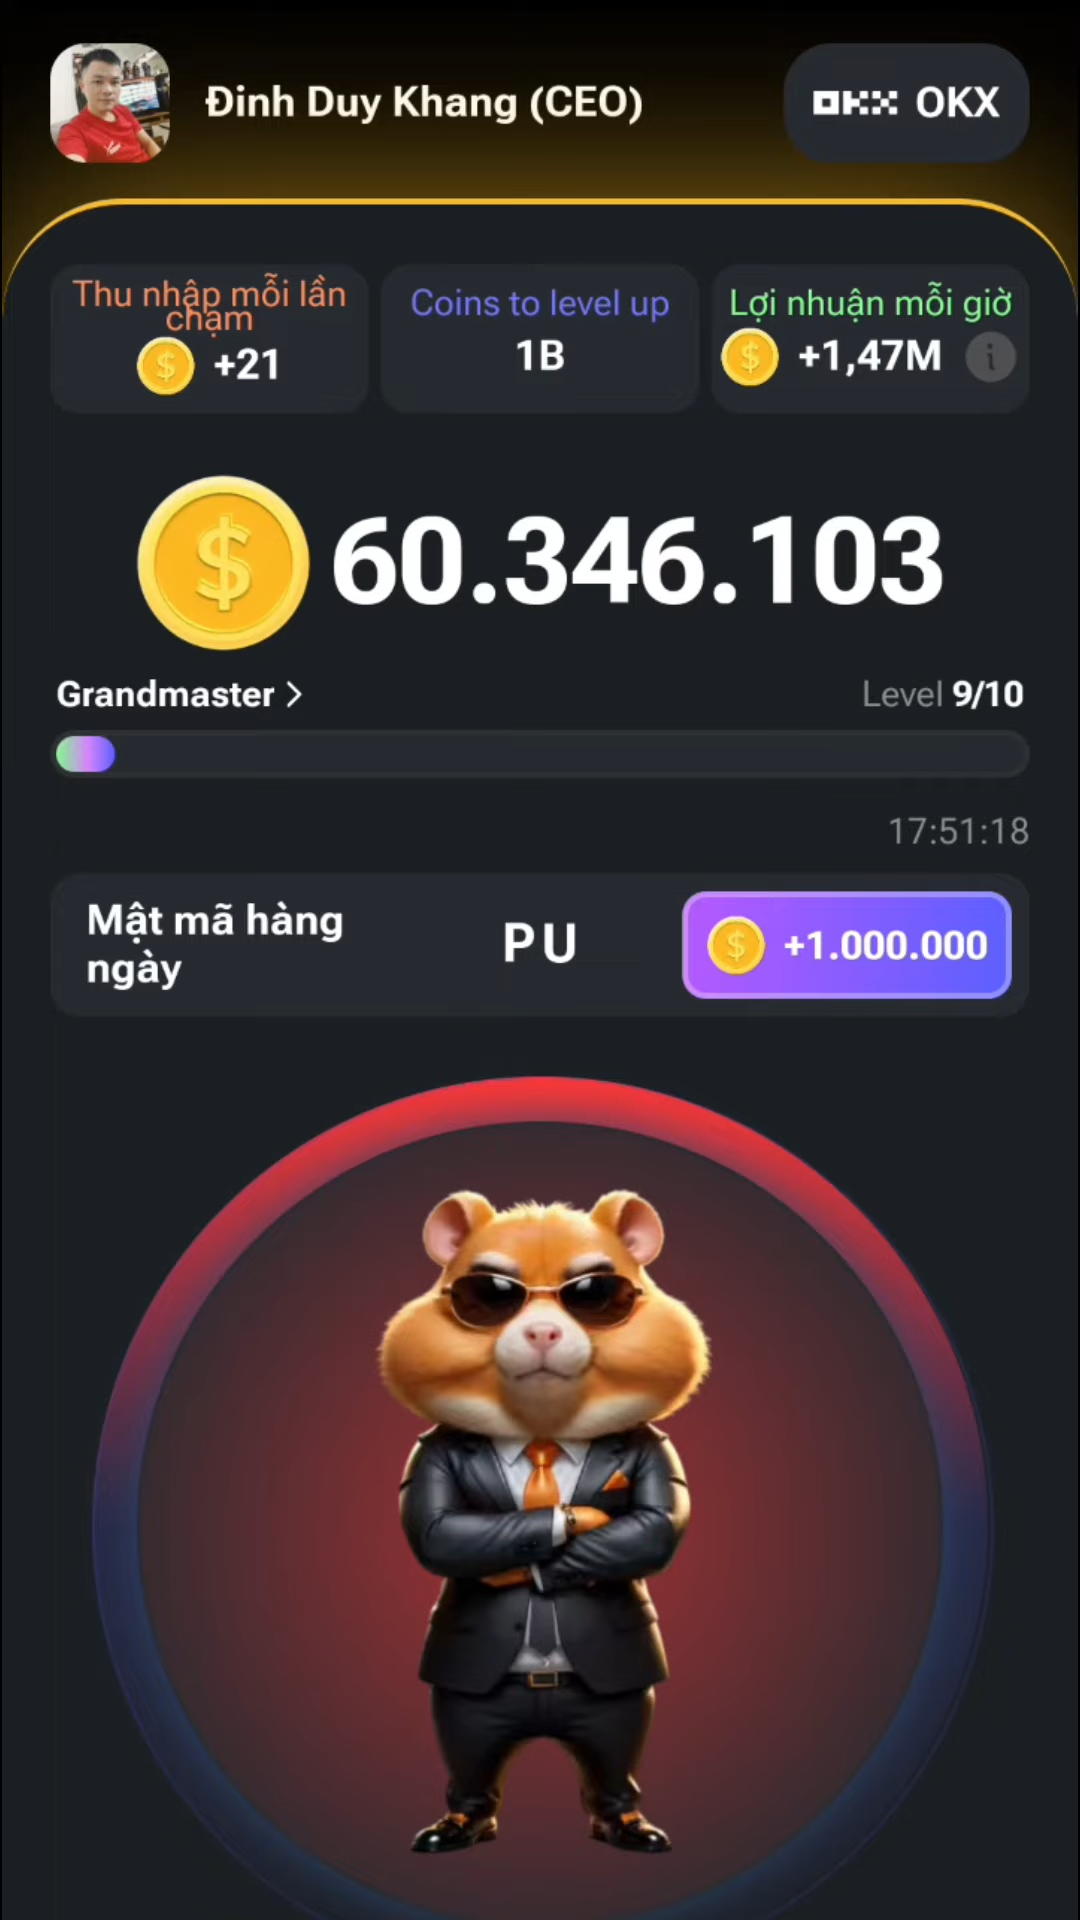 Đinh Duy Khang (CEO)
OKX OKX
Thu nhập mỗi lần
chạm
+21
Coins to level up
1B
Lợi nhuận mỗi giờ
+1,47M
60.346.103
Grandmaster >
Level 9/10
17:51:18
Mật mã hàng
ngày
PU
+1.000.000